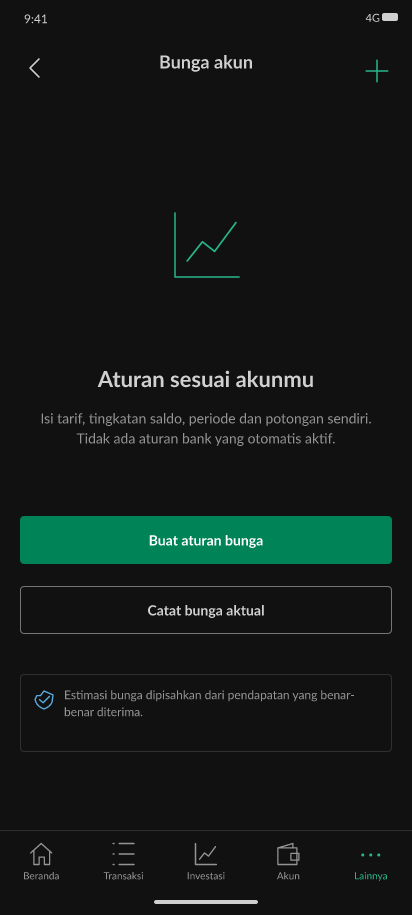 9:41
4G
Bunga akun
Aturan sesuai akunmu
Isi tarif, tingkatan saldo, periode dan potongan sendiri.
Tidak ada aturan bank yang otomatis aktif.
Buat aturan bunga
Catat bunga aktual
Estimasi bunga dipisahkan dari pendapatan yang benar-
benar diterima.
Beranda
Transaksi
Investasi
Akun
Lainnya